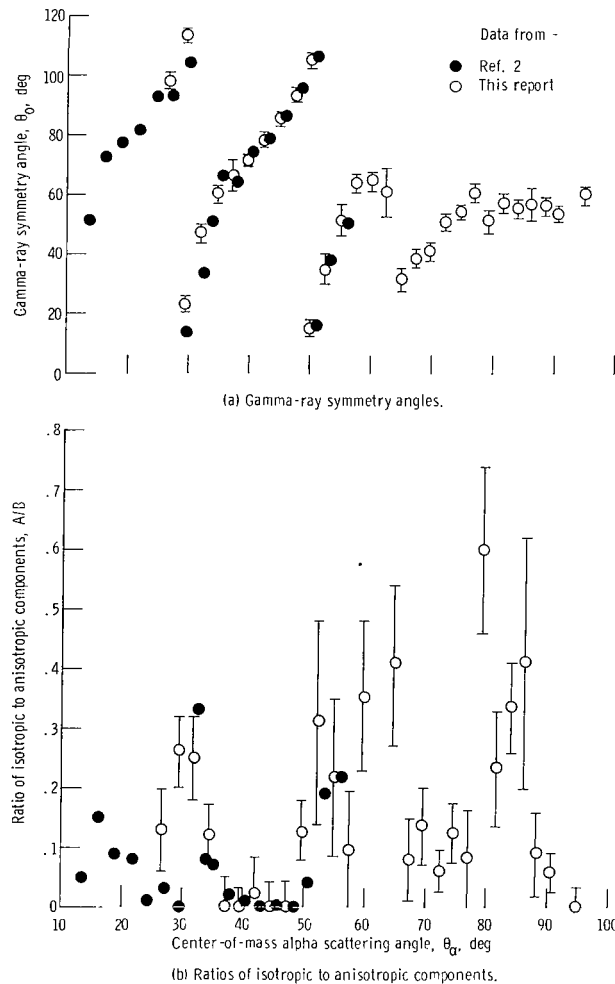 120
100
80
60
40
20
0
Gamma-ray symmetry angle, θ₀, deg
Data from -
Ref. 2
This report
(a) Gamma-ray symmetry angles.
.8
.7
.6
.5
.4
.3
.2
.1
0
Ratio of isotropic to anisotropic components, A/B
10 20 30 40 50 60 70 80 90 100
Center-of-mass alpha scattering angle, θα, deg
(b) Ratios of isotropic to anisotropic components.